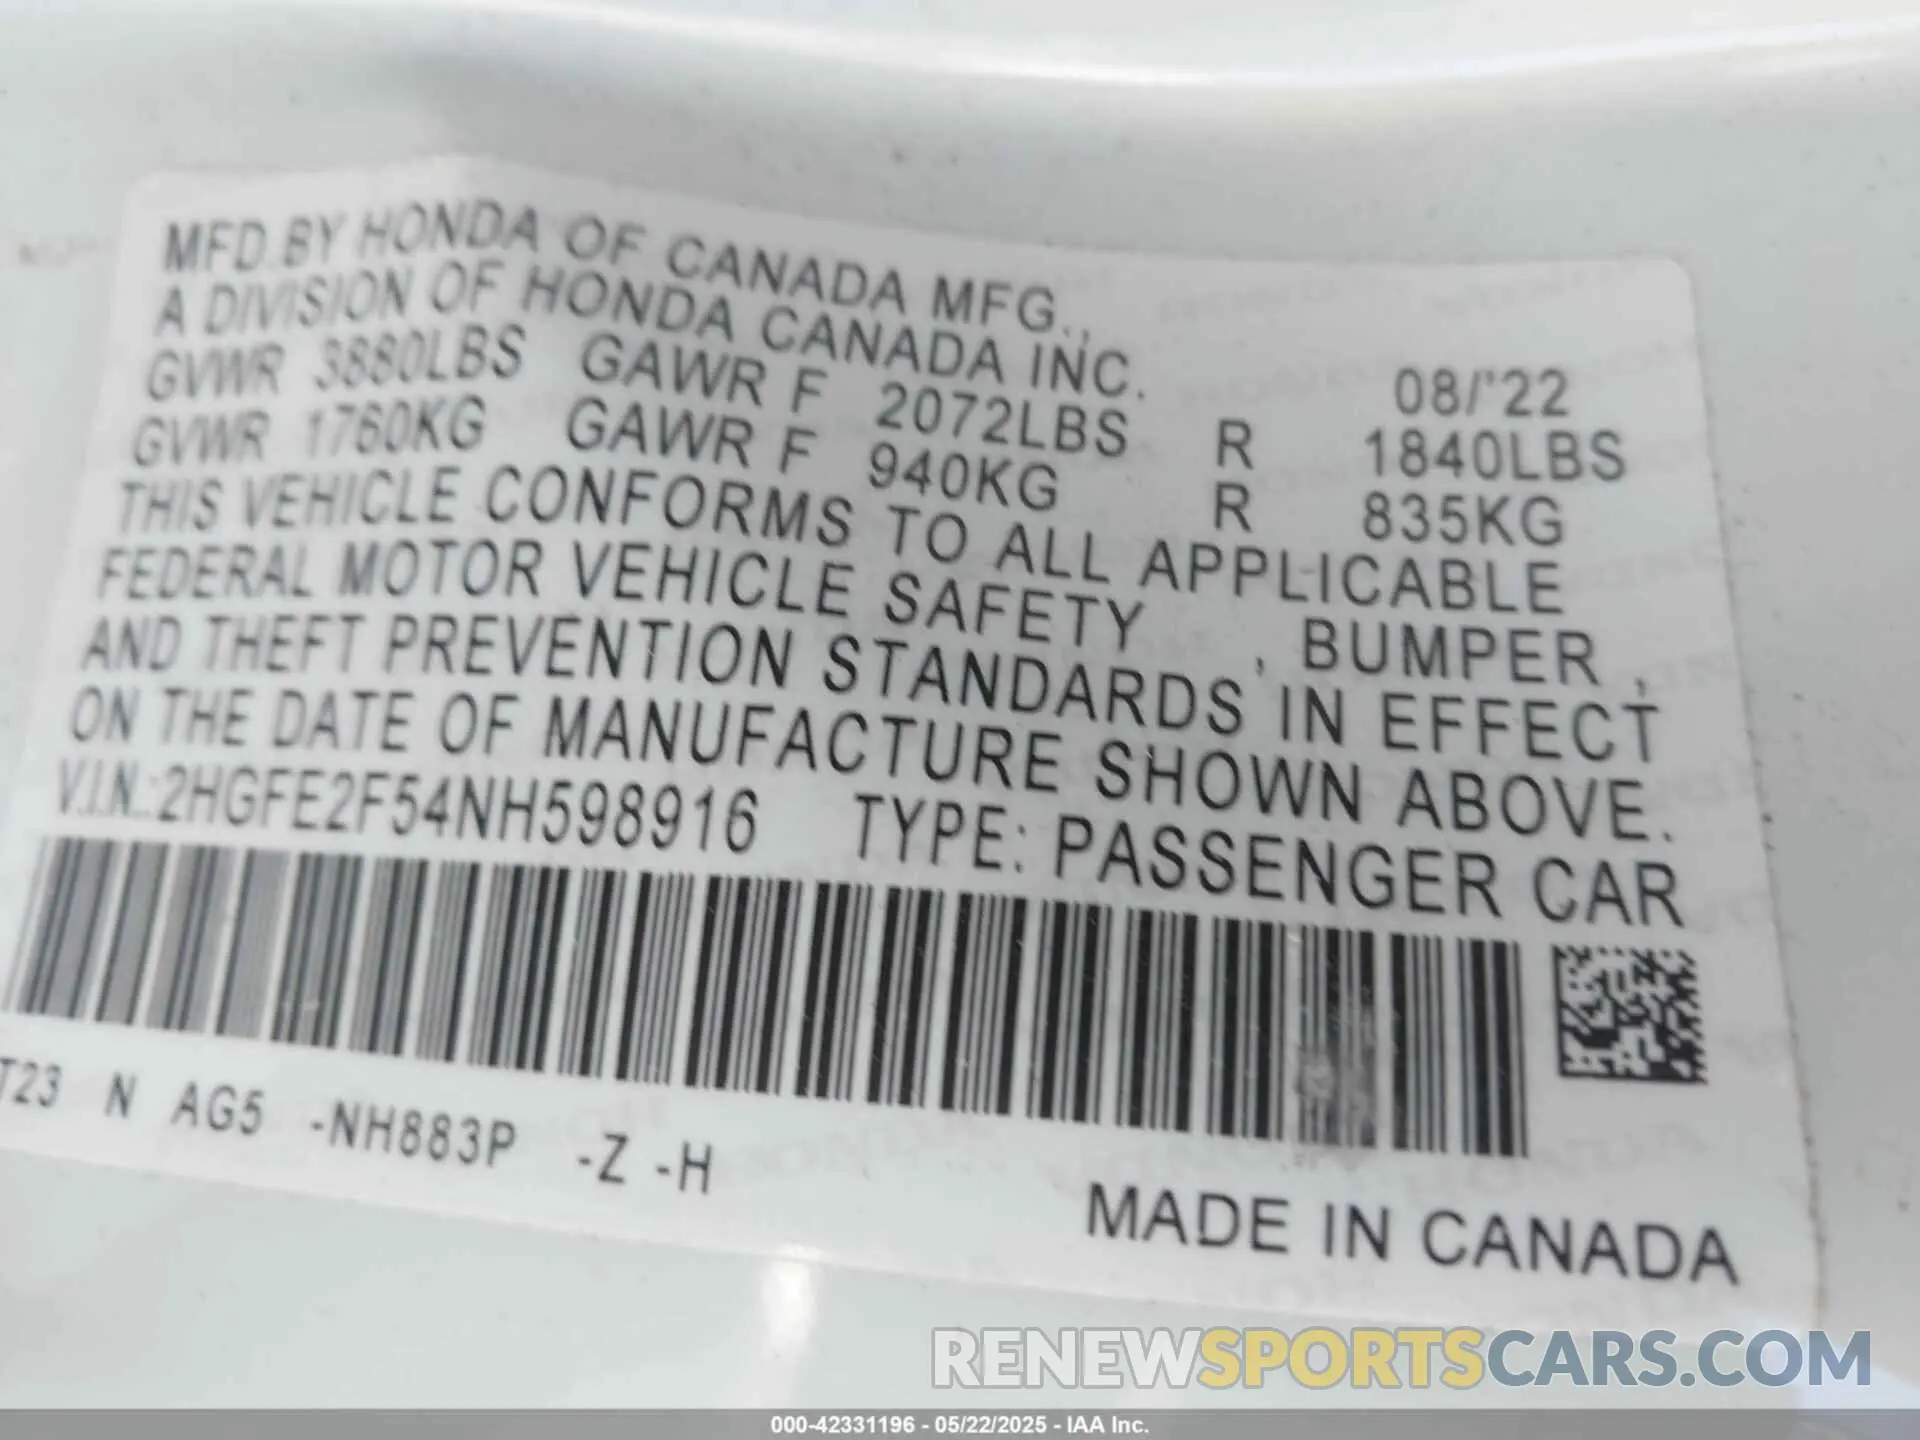 MFD. BY HONDA OF CANADA MFG.,
A DIVISION OF HONDA CANADA INC. 08/'22
GVWR 3880LBS GAWR F 2072LBS R 1840LBS
GVWR 1760KG GAWR F 940KG R 835KG
THIS VEHICLE CONFORMS TO ALL APPLICABLE
FEDERAL MOTOR VEHICLE SAFETY , BUMPER ,
AND THEFT PREVENTION STANDARDS IN EFFECT
ON THE DATE OF MANUFACTURE SHOWN ABOVE.
V.I.N.:2HGFE2F54NH598916 TYPE: PASSENGER CAR
T23 N AG5 -NH883P -Z -H
MADE IN CANADA
RENEWSPORTSCARS.COM
000-42331196 - 05/22/2025 - IAA Inc.